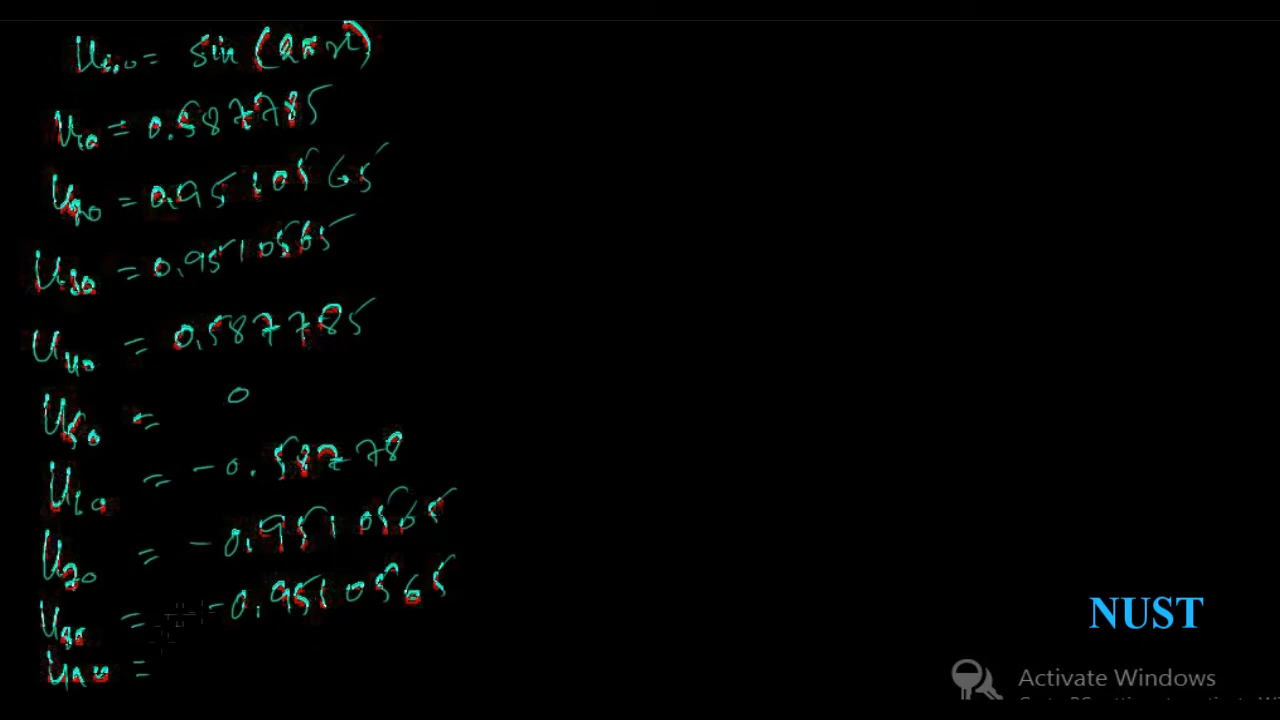 u_{i,0} = sin (2πx)
u_{10} = 0.587785
u_{20} = 0.9510565
u_{30} = 0.9510565
u_{40} = 0.587785
u_{50} = 0
u_{60} = -0.58778
u_{70} = -0.9510565
u_{80} = -0.9510565
u_{90} =
NUST
Activate Windows